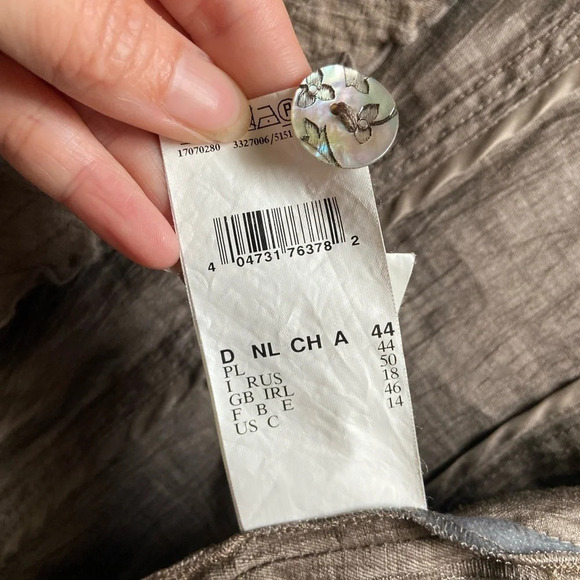 17070280 3327006/5151
4 04731 76378 2
D NL CH A 44
PL 44
I RUS 50
GB IRL 18
F B E 46
US C 14